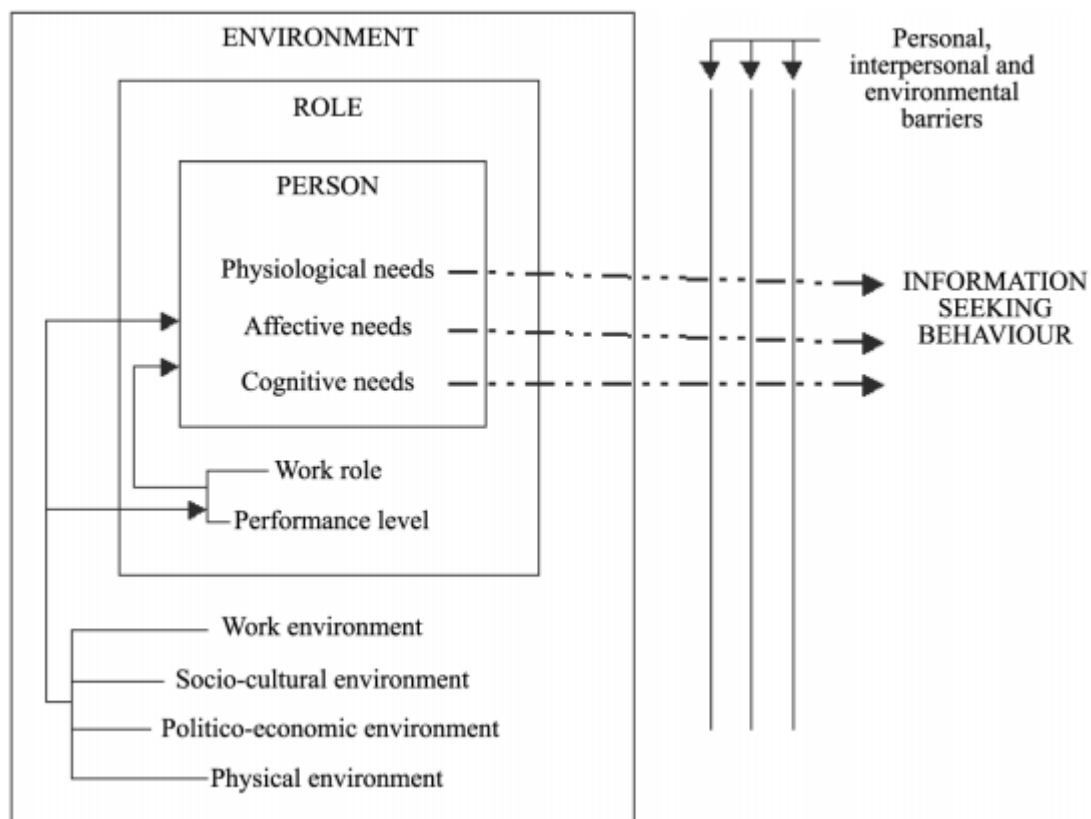 ENVIRONMENT
ROLE
PERSON
Physiological needs
Affective needs
Cognitive needs
Work role
Performance level
Work environment
Socio-cultural environment
Politico-economic environment
Physical environment
Personal,
interpersonal and
environmental
barriers
INFORMATION
SEEKING
BEHAVIOUR